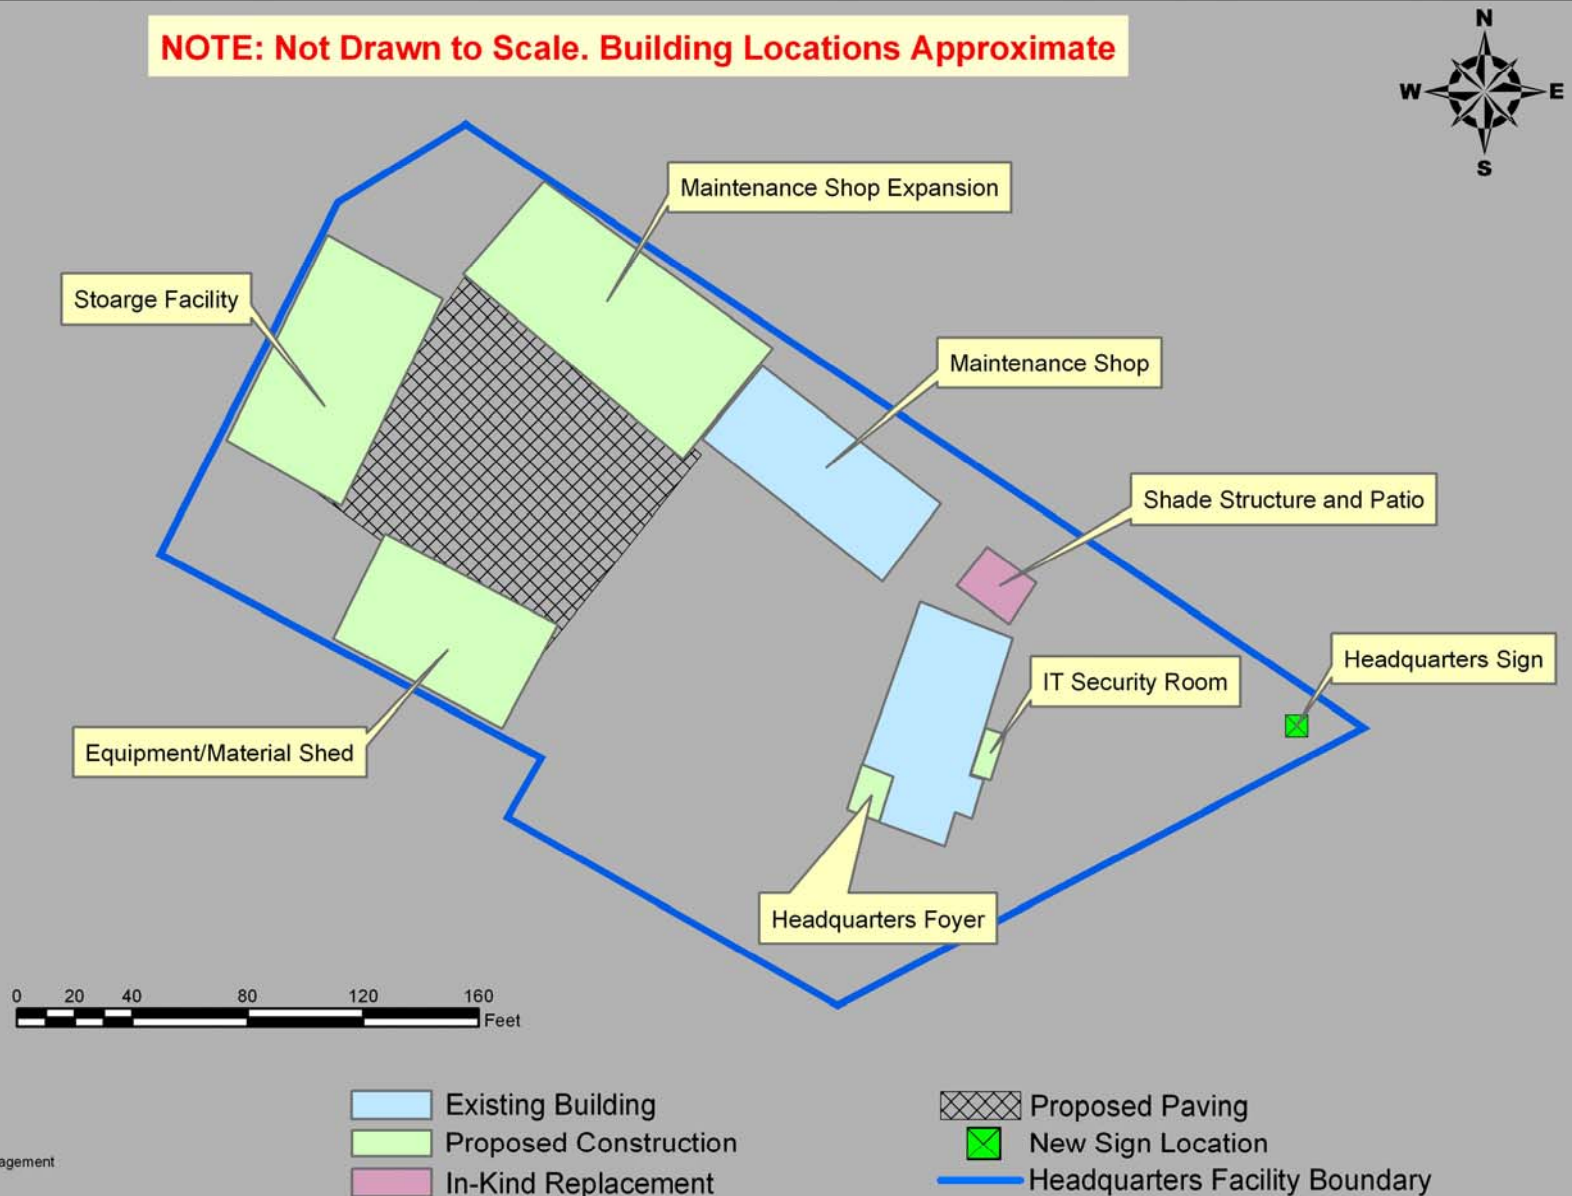 NOTE: Not Drawn to Scale. Building Locations Approximate
N
W E
S
Maintenance Shop Expansion
Stoarge Facility
Maintenance Shop
Shade Structure and Patio
Headquarters Sign
IT Security Room
Equipment/Material Shed
Headquarters Foyer
0 20 40 80 120 160
Feet
Existing Building
Proposed Construction
In-Kind Replacement
Proposed Paving
New Sign Location
Headquarters Facility Boundary
agement